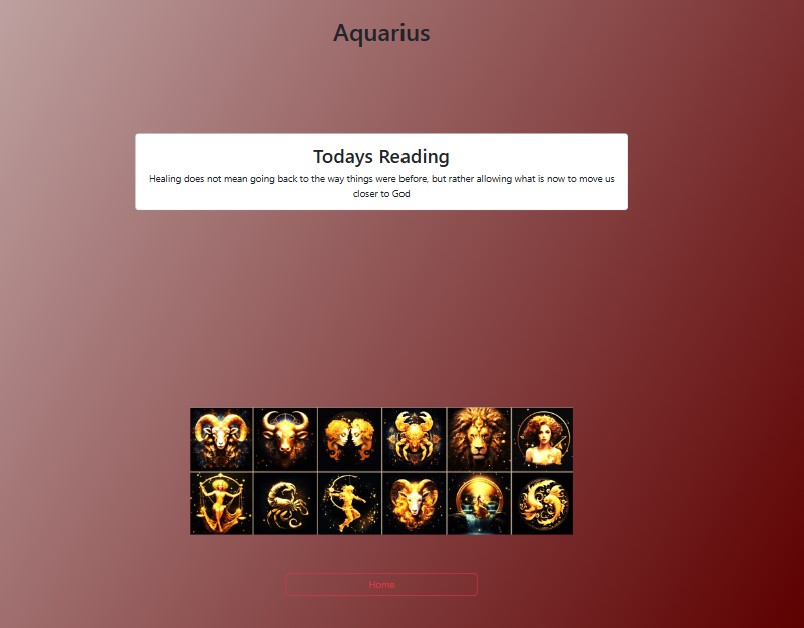 Aquarius
Todays Reading
Healing does not mean going back to the way things were before, but rather allowing what is now to move us
closer to God
Home